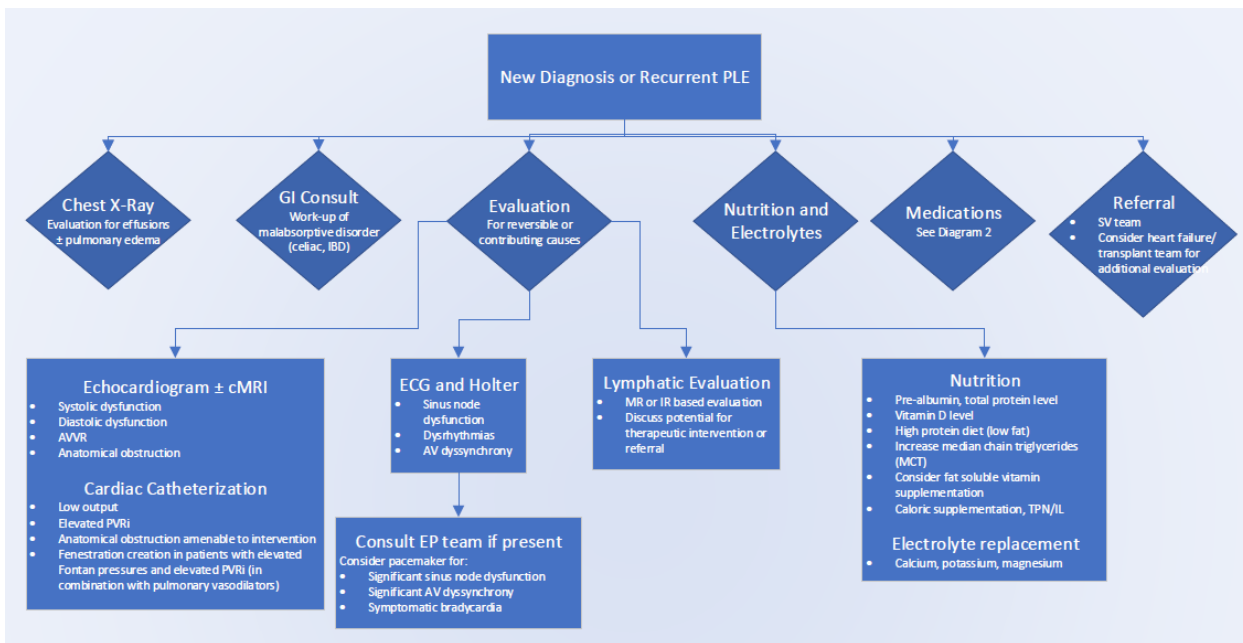 New Diagnosis or Recurrent PLE
Chest X-Ray
Evaluation for effusions
± pulmonary edema
GI Consult
Work-up of
malabsorptive disorder
(celiac, IBD)
Evaluation
For reversible or
contributing causes
Nutrition and
Electrolytes
Medications
See Diagram 2
Referral
• SV team
• Consider heart failure/
transplant team for
additional evaluation
Echocardiogram ± cMRI
• Systolic dysfunction
• Diastolic dysfunction
• AVVR
• Anatomical obstruction
Cardiac Catheterization
• Low output
• Elevated PVRi
• Anatomical obstruction amenable to intervention
• Fenestration creation in patients with elevated
Fontan pressures and elevated PVRi (in
combination with pulmonary vasodilators)
ECG and Holter
• Sinus node
dysfunction
• Dysrhythmias
• AV dyssynchrony
Consult EP team if present
Consider pacemaker for:
• Significant sinus node dysfunction
• Significant AV dyssynchrony
• Symptomatic bradycardia
Lymphatic Evaluation
• MR or IR based evaluation
• Discuss potential for
therapeutic intervention or
referral
Nutrition
• Pre-albumin, total protein level
• Vitamin D level
• High protein diet (low fat)
• Increase median chain triglycerides
(MCT)
• Consider fat soluble vitamin
supplementation
• Caloric supplementation, TPN/IL
Electrolyte replacement
• Calcium, potassium, magnesium